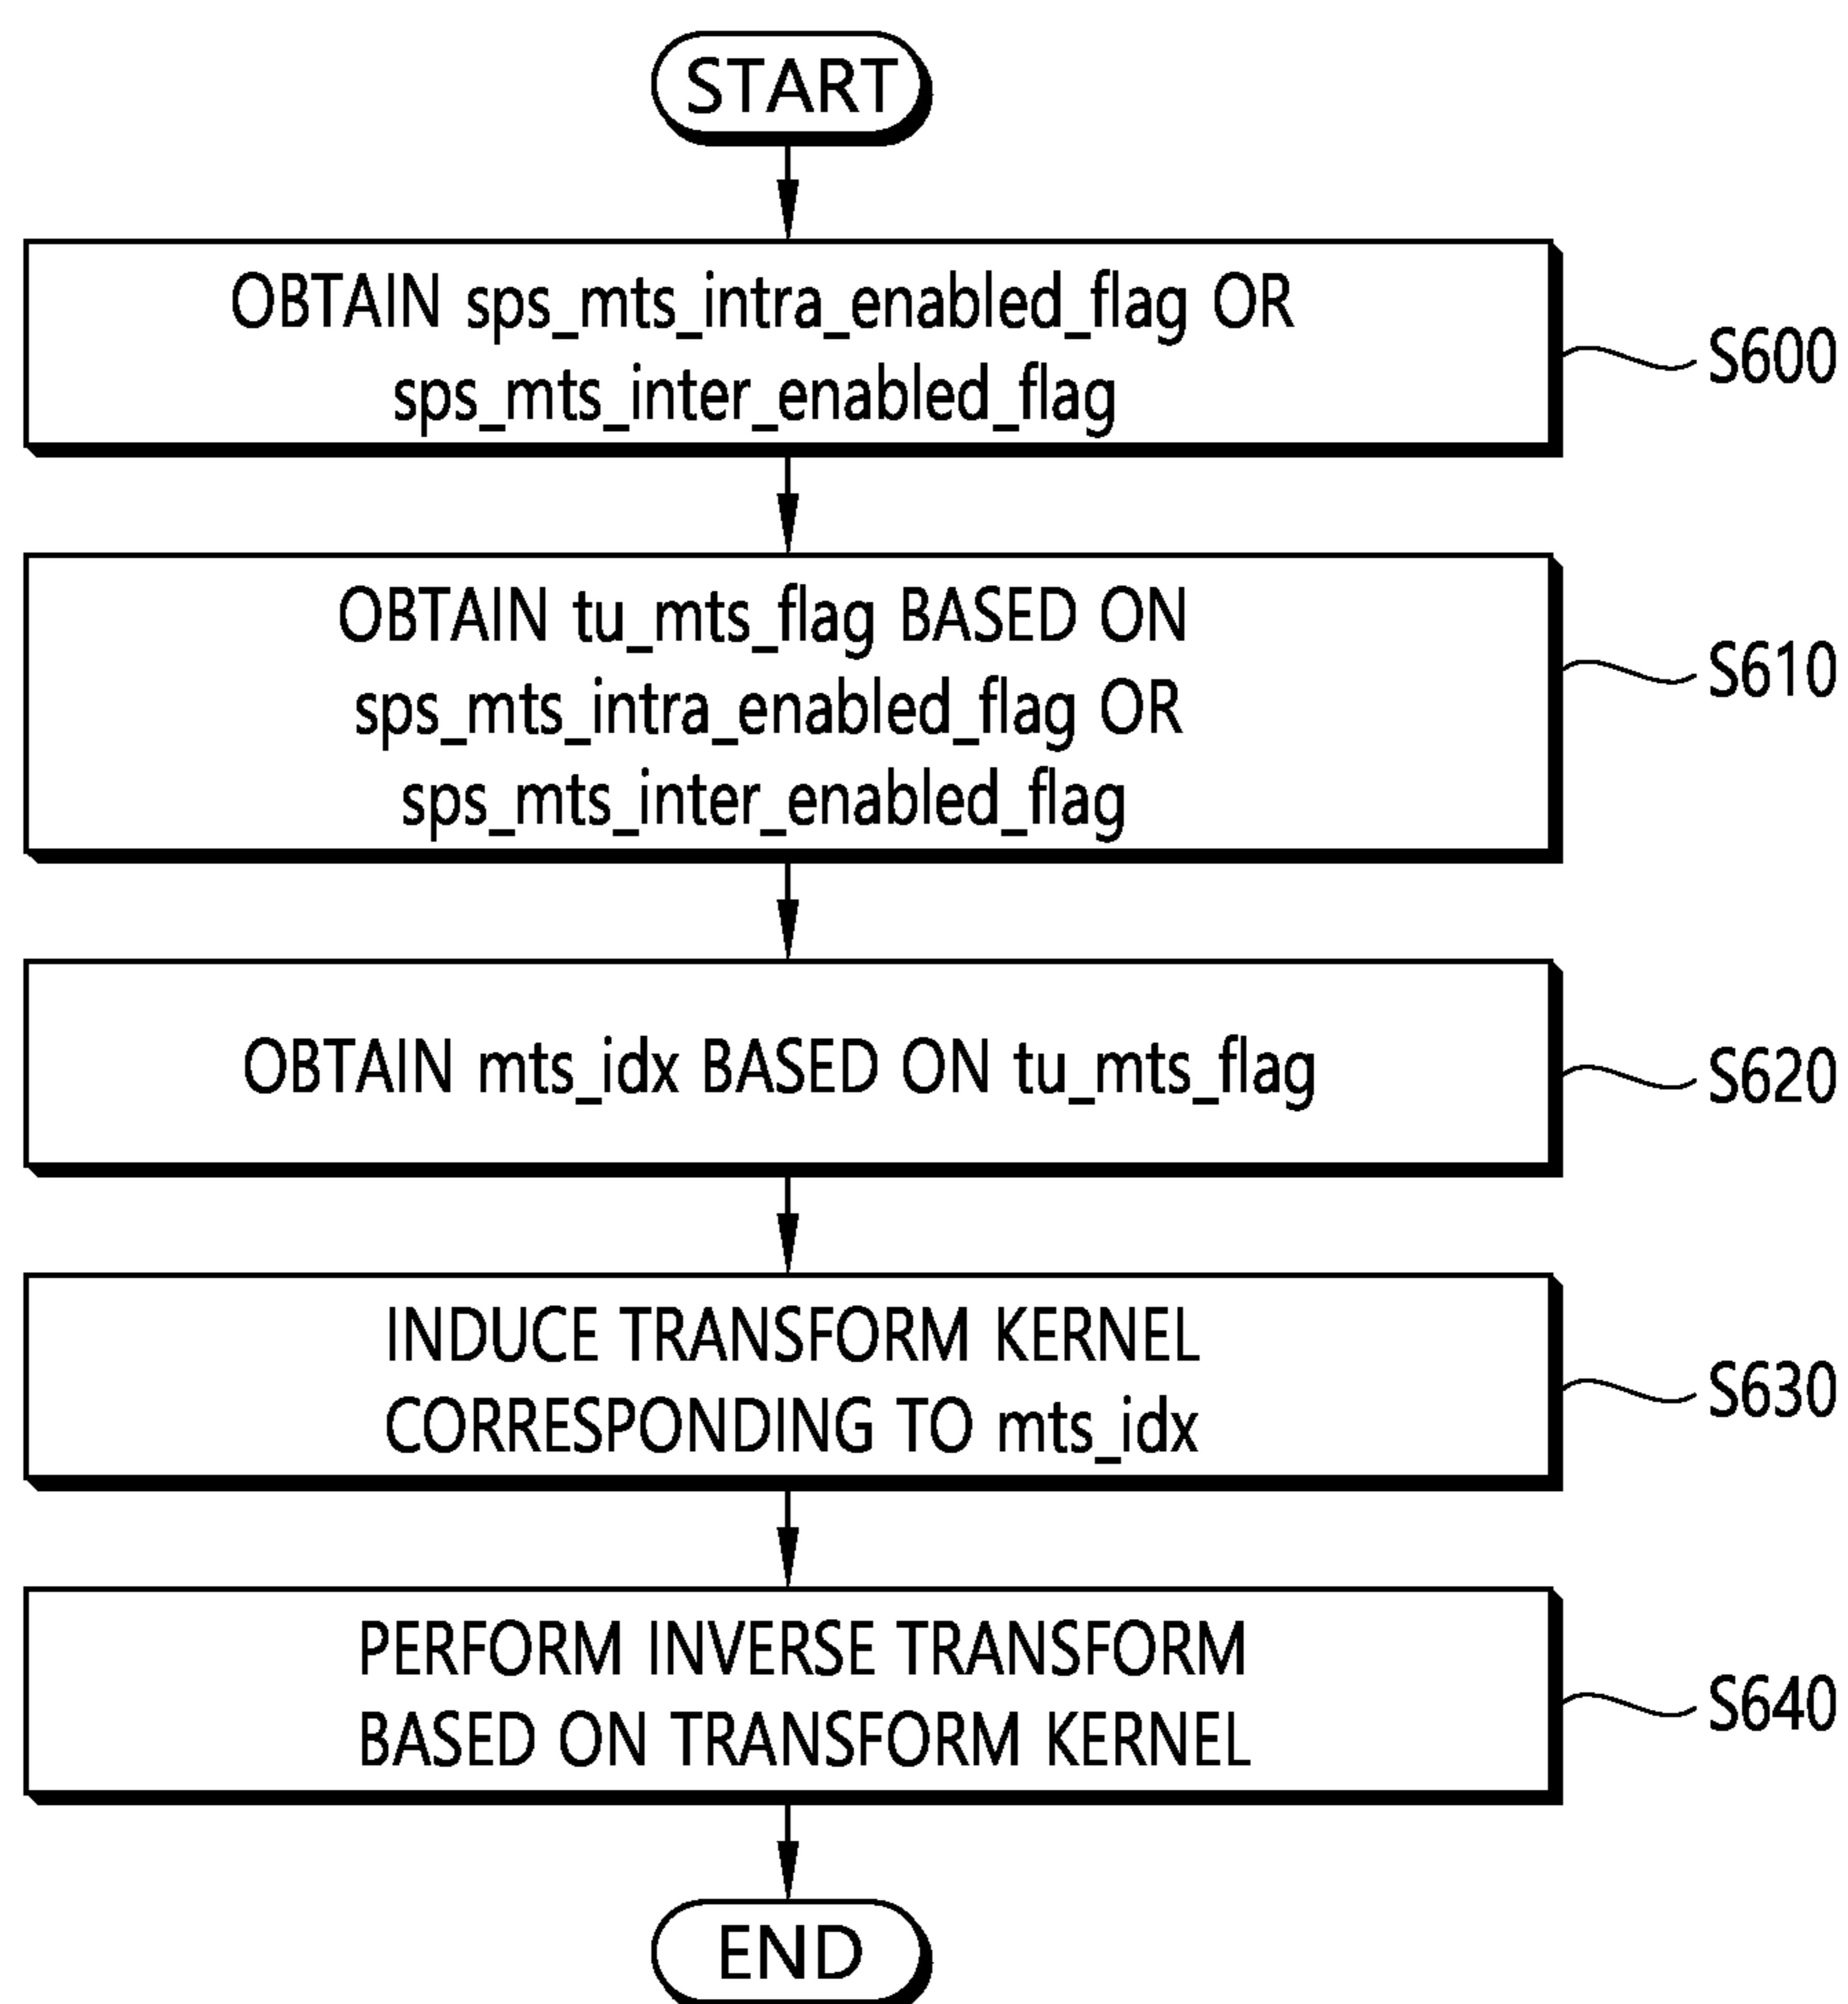 START
OBTAIN sps_mts_intra_enabled_flag OR
sps_mts_inter_enabled_flag
S600
OBTAIN tu_mts_flag BASED ON
sps_mts_intra_enabled_flag OR
sps_mts_inter_enabled_flag
S610
OBTAIN mts_idx BASED ON tu_mts_flag
S620
INDUCE TRANSFORM KERNEL
CORRESPONDING TO mts_idx
S630
PERFORM INVERSE TRANSFORM
BASED ON TRANSFORM KERNEL
S640
END